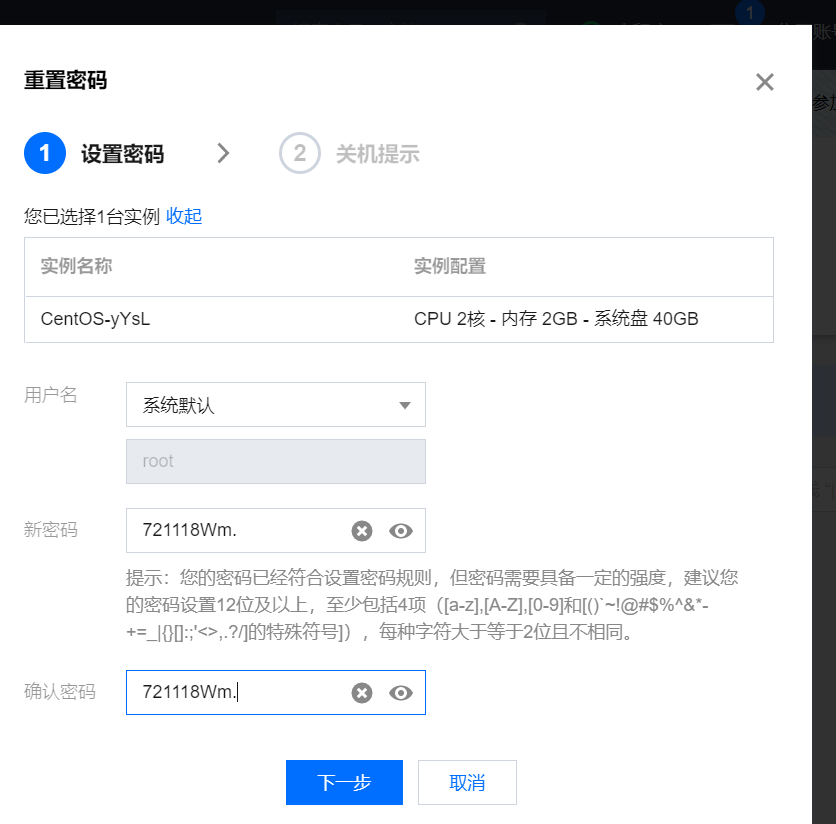 1
重置密码
1 设置密码 2 关机提示
您已选择1台实例 收起
实例名称 实例配置
CentOS-yYsL CPU 2核 - 内存 2GB - 系统盘 40GB
用户名 系统默认
root
新密码 721118Wm.
提示：您的密码已经符合设置密码规则，但密码需要具备一定的强度，建议您
的密码设置12位及以上，至少包括4项（[a-z],[A-Z],[0-9]和[()`~!@#$%^&*-
+=_|{}[]:;'<>,.?/]的特殊符号]），每种字符大于等于2位且不相同。
确认密码 721118Wm.
下一步 取消